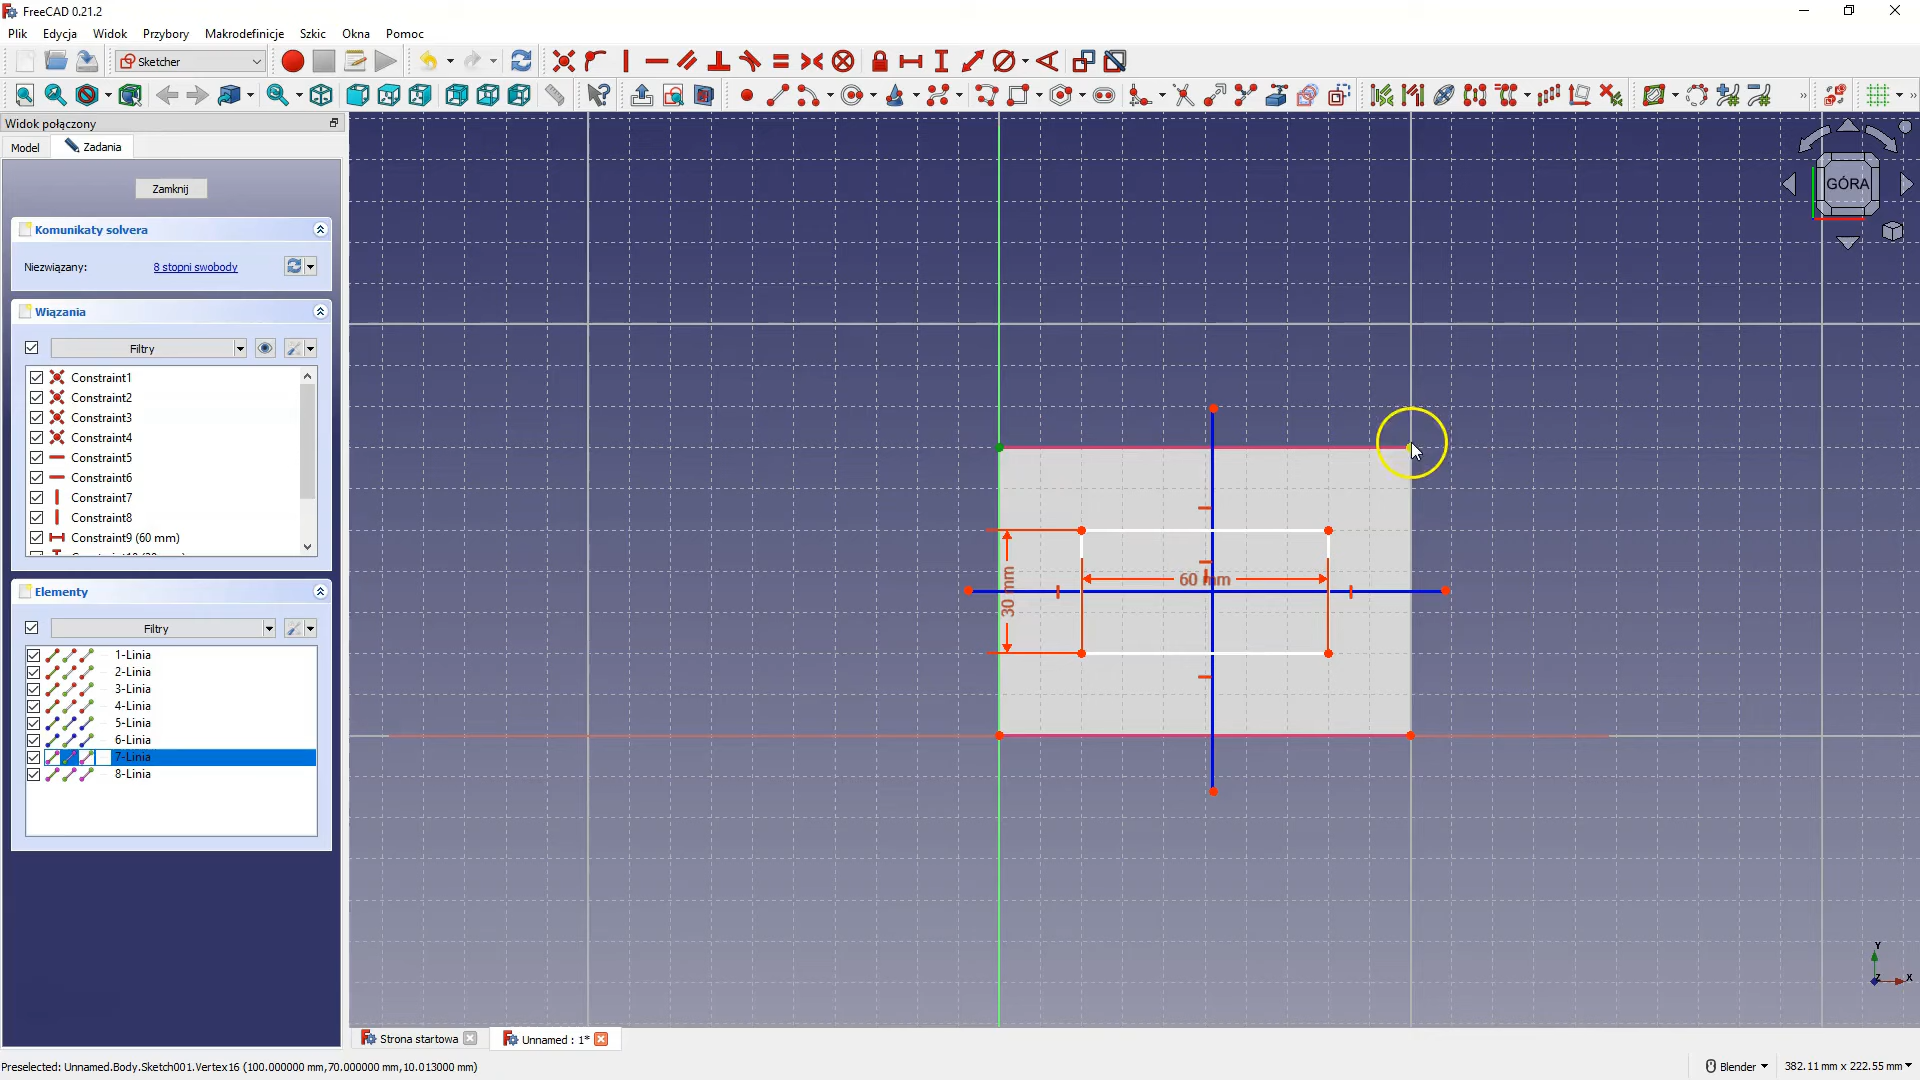 FreeCAD 0.21.2
Plik Edycja Widok Przybory Makrodefinicje Szkic Okna Pomoc
Sketcher
Widok połączony
Model Zadania
Zamknij
Komunikaty solvera
Niezwiązany: 8 stopni swobody
Wiązania
Filtry
Constraint1
Constraint2
Constraint3
Constraint4
Constraint5
Constraint6
Constraint7
Constraint8
Constraint9 (60 mm)
Elementy
Filtry
1-Linia
2-Linia
3-Linia
4-Linia
5-Linia
6-Linia
7-Linia
8-Linia
GÓRA
60 mm
30 mm
Y
Z X
Strona startowa
Unnamed : 1*
Preselected: Unnamed.Body.Sketch001.Vertex16 (100.000000 mm,70.000000 mm,10.013000 mm)
Blender
382.11 mm x 222.55 mm